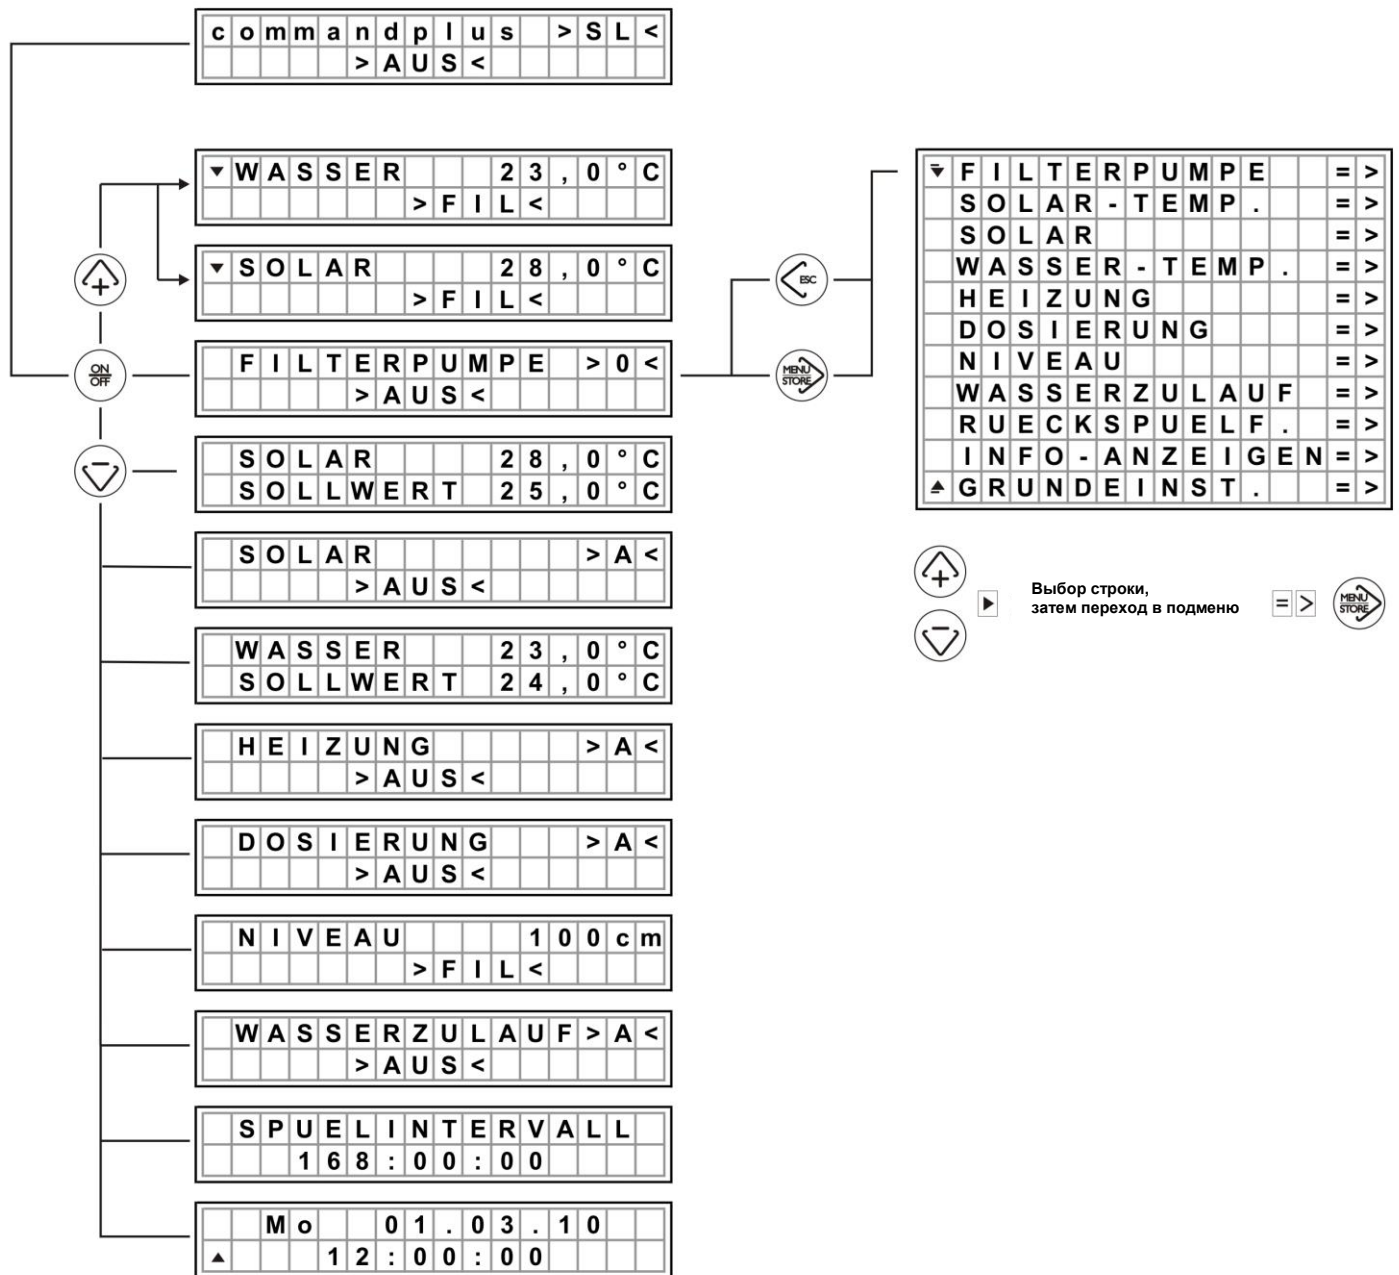 commandplus >SL<
>AUS<
WASSER 23,0°C
>FIL<
SOLAR 28,0°C
>FIL<
FILTERPUMPE >0<
>AUS<
SOLAR 28,0°C
SOLLWERT 25,0°C
SOLAR >A<
>AUS<
WASSER 23,0°C
SOLLWERT 24,0°C
HEIZUNG >A<
>AUS<
DOSIERUNG >A<
>AUS<
NIVEAU 100cm
>FIL<
WASSERZULAUF>A<
>AUS<
SPUELINTERVALL
168:00:00
Mo 01.03.10
12:00:00
+
ON
OFF
-
ESC
MENU
STORE
FILTERPUMPE =>
SOLAR-TEMP. =>
SOLAR =>
WASSER-TEMP. =>
HEIZUNG =>
DOSIERUNG =>
NIVEAU =>
WASSERZULAUF =>
RUECKSPUELF. =>
INFO-ANZEIGEN=>
GRUNDEINST. =>
+
-
Выбор строки,
затем переход в подменю
=>
MENU
STORE